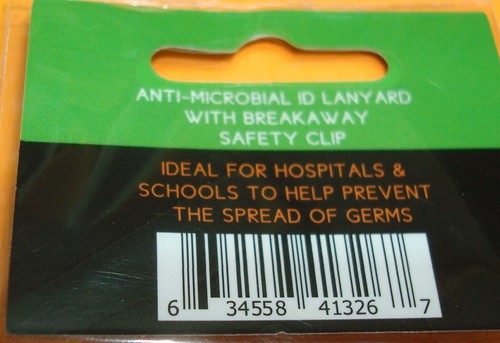 ANTI-MICROBIAL ID LANYARD
WITH BREAKAWAY
SAFETY CLIP
IDEAL FOR HOSPITALS &
SCHOOLS TO HELP PREVENT
THE SPREAD OF GERMS
6 34558 41326 7